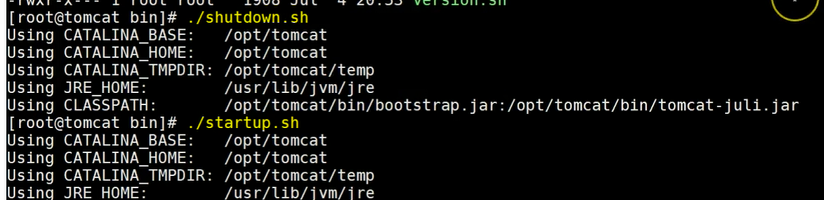 -rwxr-x--- 1 root root   1908 Jul  4 20:53 version.sh
[root@tomcat bin]# ./shutdown.sh
Using CATALINA_BASE:   /opt/tomcat
Using CATALINA_HOME:   /opt/tomcat
Using CATALINA_TMPDIR: /opt/tomcat/temp
Using JRE_HOME:        /usr/lib/jvm/jre
Using CLASSPATH:       /opt/tomcat/bin/bootstrap.jar:/opt/tomcat/bin/tomcat-juli.jar
[root@tomcat bin]# ./startup.sh
Using CATALINA_BASE:   /opt/tomcat
Using CATALINA_HOME:   /opt/tomcat
Using CATALINA_TMPDIR: /opt/tomcat/temp
Using JRE_HOME:        /usr/lib/jvm/jre